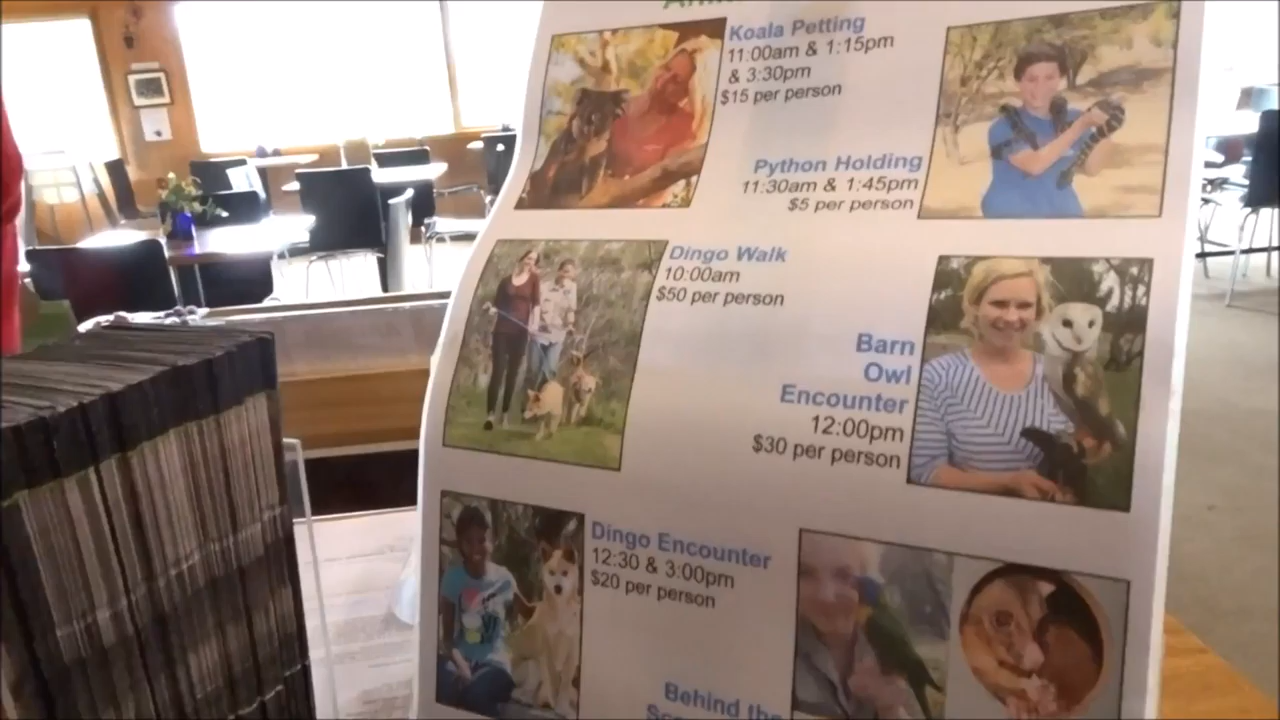 Koala Petting
11:00am & 1:15pm
& 3:30pm
$15 per person
Python Holding
11:30am & 1:45pm
$5 per person
Dingo Walk
10:00am
$50 per person
Barn
Owl
Encounter
12:00pm
$30 per person
Dingo Encounter
12:30 & 3:00pm
$20 per person
Behind the